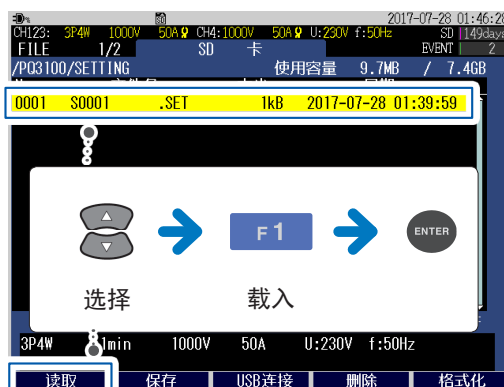 2017-07-28 01:46:28
CH123: 3P4W 1000V 50A CH4:1000V 50A U:230V f:50Hz SD 149days
FILE 1/2 SD 卡 EVENT 2
/PQ3100/SETTING 使用容量 9.7MB / 7.4GB
0001 S0001 .SET 1kB 2017-07-28 01:39:59
F1 ENTER
选择 载入
3P4W 1min 1000V 50A U:230V f:50Hz
读取 保存 USB连接 删除 格式化